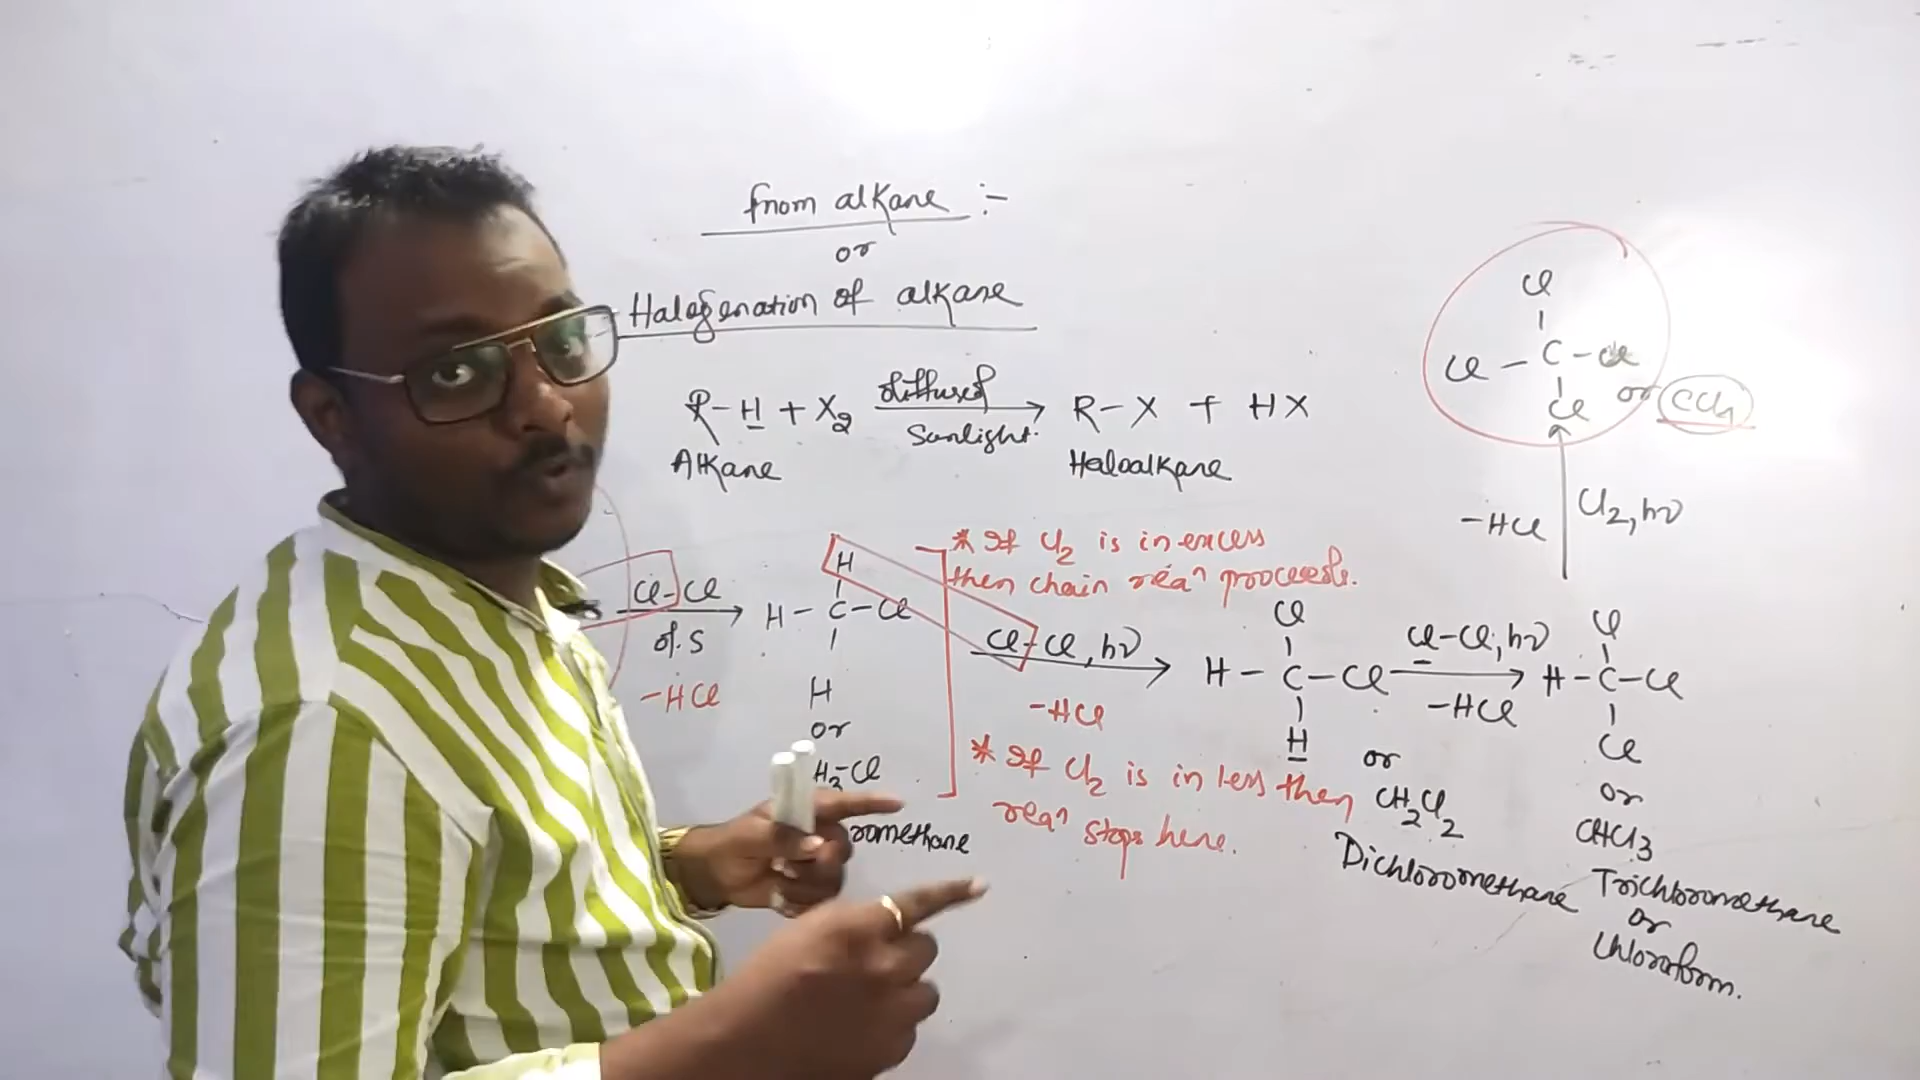 from alkane :-
or
Halogenation of alkane
R-H + X2 diffused Sunlight. R-X + HX
Alkane
Haloalkane
Cl-Cl
d.s
-HCl
H
H-C-Cl
H
or
H3-Cl
romethane
* If Cl2 is in excess
then chain reaⁿ proceeds.
Cl-Cl, hν
-HCl
* If Cl2 is in less then
reaⁿ stops here.
Cl
H-C-Cl
H
or
CH2Cl2
Dichloromethane
Cl-Cl, hν
-HCl
Cl
H-C-Cl
Cl
or
CHCl3
Trichloromethane
or
Chloroform.
-HCl
Cl2, hν
Cl
Cl-C-Cl
Cl
or CCl4